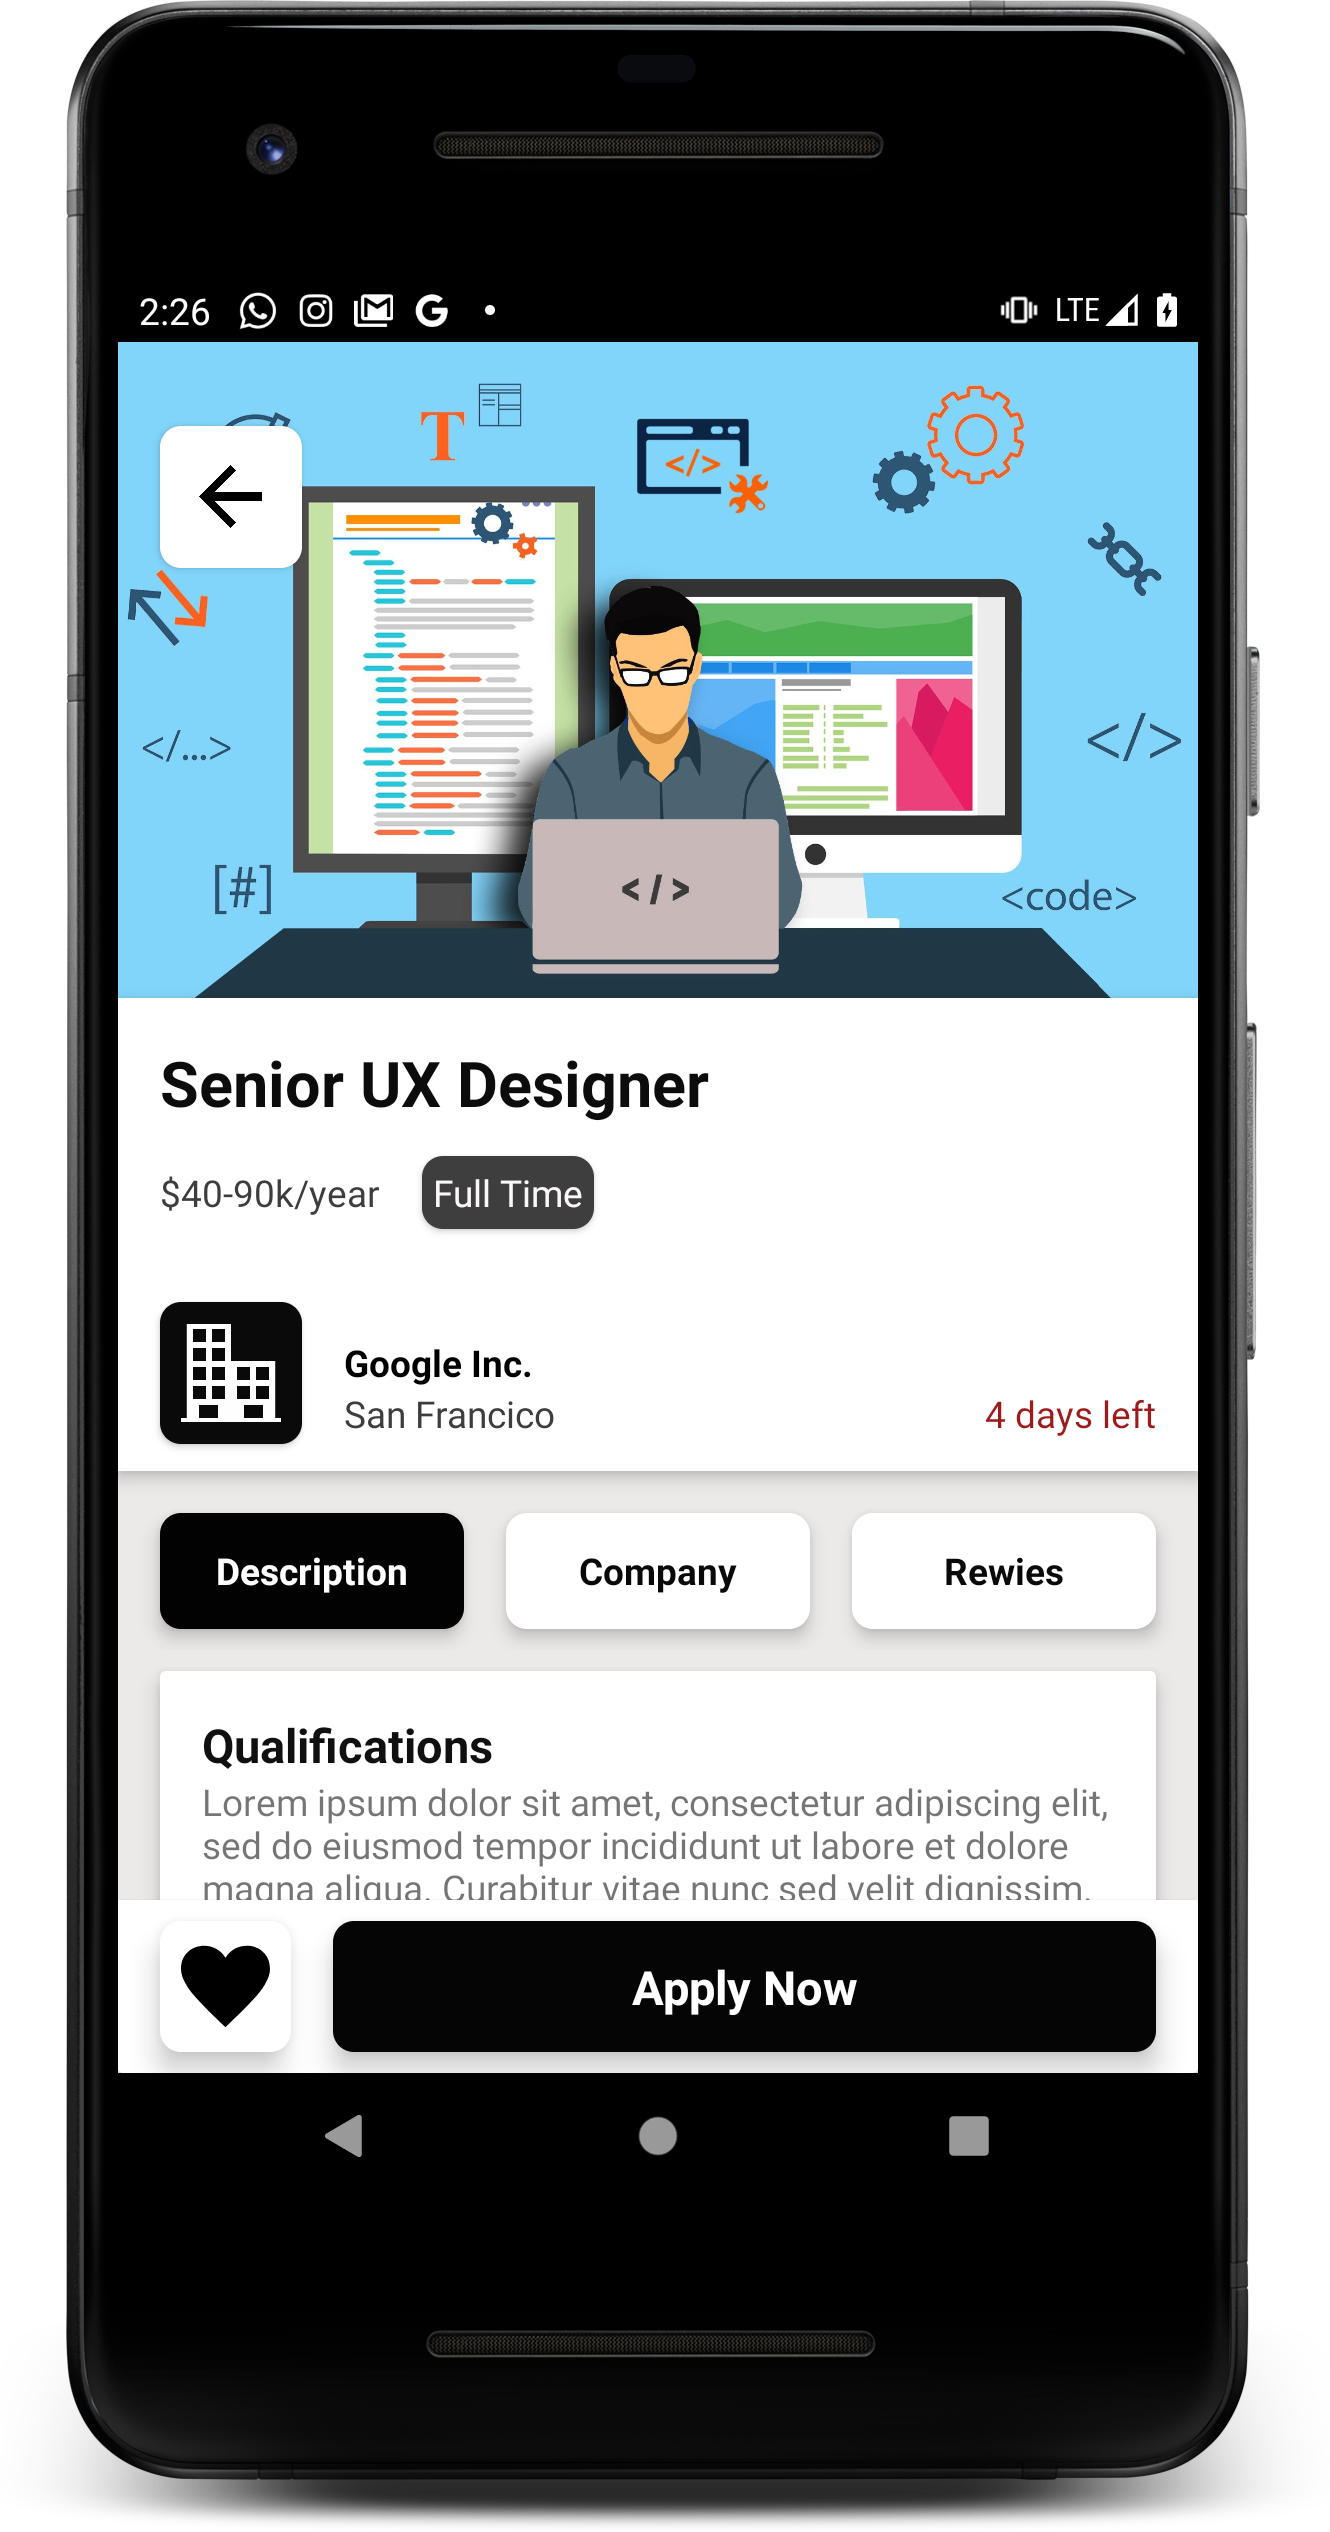 2:26
LTE
T
</>
</...>
</>
[#]
</>
<code>
Senior UX Designer
$40-90k/year
Full Time
Google Inc.
San Francico
4 days left
Description
Company
Rewies
Qualifications
Lorem ipsum dolor sit amet, consectetur adipiscing elit,
sed do eiusmod tempor incididunt ut labore et dolore
magna aliqua. Curabitur vitae nunc sed velit dignissim.
Apply Now